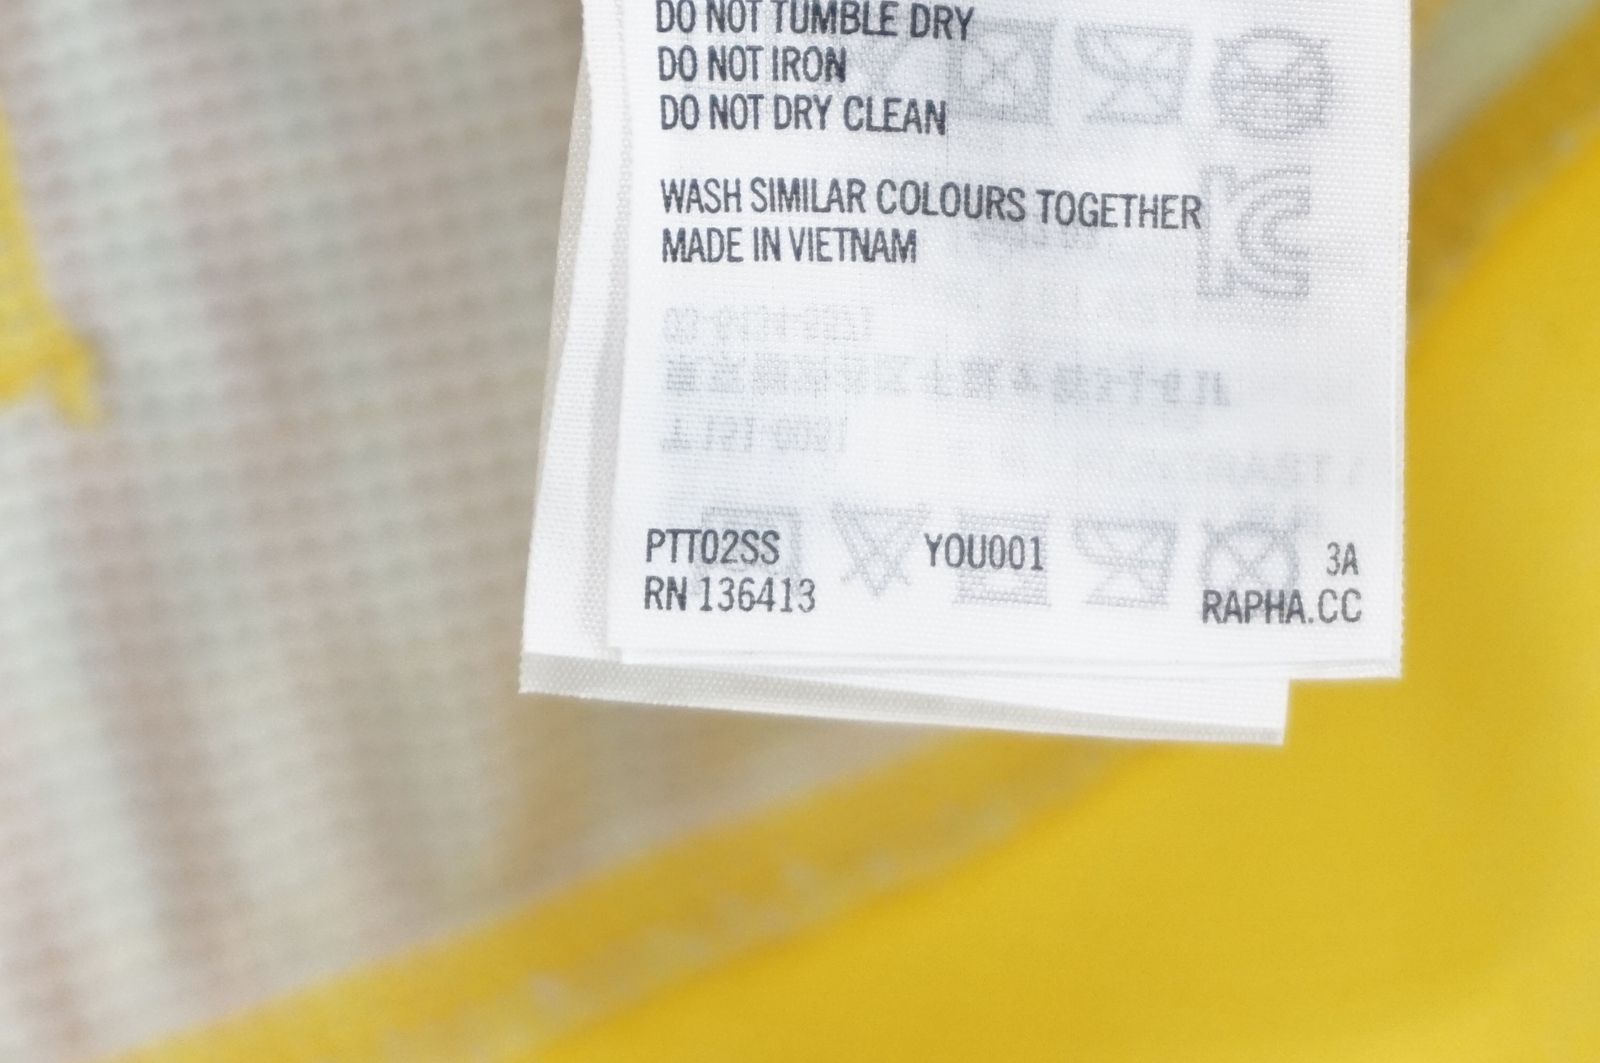 DO NOT TUMBLE DRY
DO NOT IRON
DO NOT DRY CLEAN
WASH SIMILAR COLOURS TOGETHER
MADE IN VIETNAM
PTT02SS YOU001 3A
RN 136413 RAPHA.CC